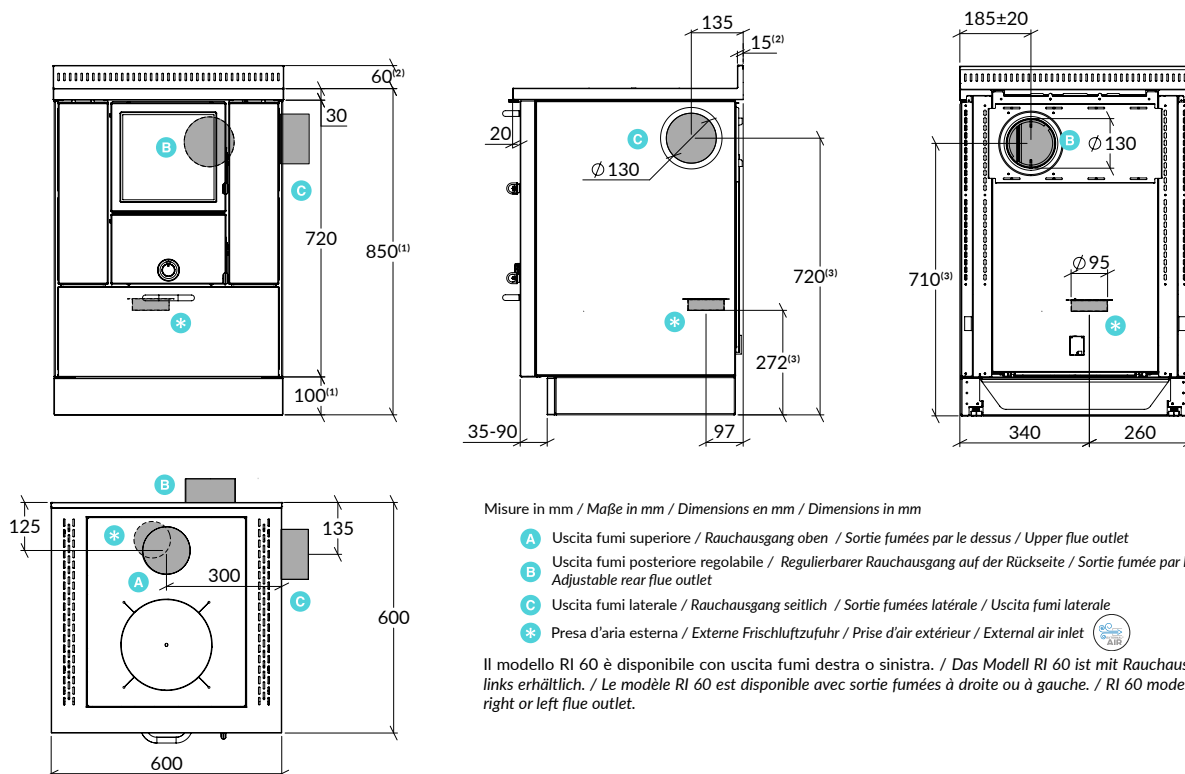 60⁽²⁾
30
B
C
720
850⁽¹⁾
*
100⁽¹⁾
135
15⁽²⁾
20
C
Ø 130
720⁽³⁾
*
272⁽³⁾
35-90
97
185±20
B
Ø 130
710⁽³⁾
Ø 95
*
340
260
B
125
*
135
A
300
C
600
600
Misure in mm / Maße in mm / Dimensions en mm / Dimensions in mm
A Uscita fumi superiore / Rauchausgang oben / Sortie fumées par le dessus / Upper flue outlet
B Uscita fumi posteriore regolabile / Regulierbarer Rauchausgang auf der Rückseite / Sortie fumée par
Adjustable rear flue outlet
C Uscita fumi laterale / Rauchausgang seitlich / Sortie fumées latérale / Uscita fumi laterale
* Presa d'aria esterna / Externe Frischluftzufuhr / Prise d'air extérieur / External air inlet AIR
Il modello RI 60 è disponibile con uscita fumi destra o sinistra. / Das Modell RI 60 ist mit Rauchaus
links erhältlich. / Le modèle RI 60 est disponible avec sortie fumées à droite ou à gauche. / RI 60 mode
right or left flue outlet.